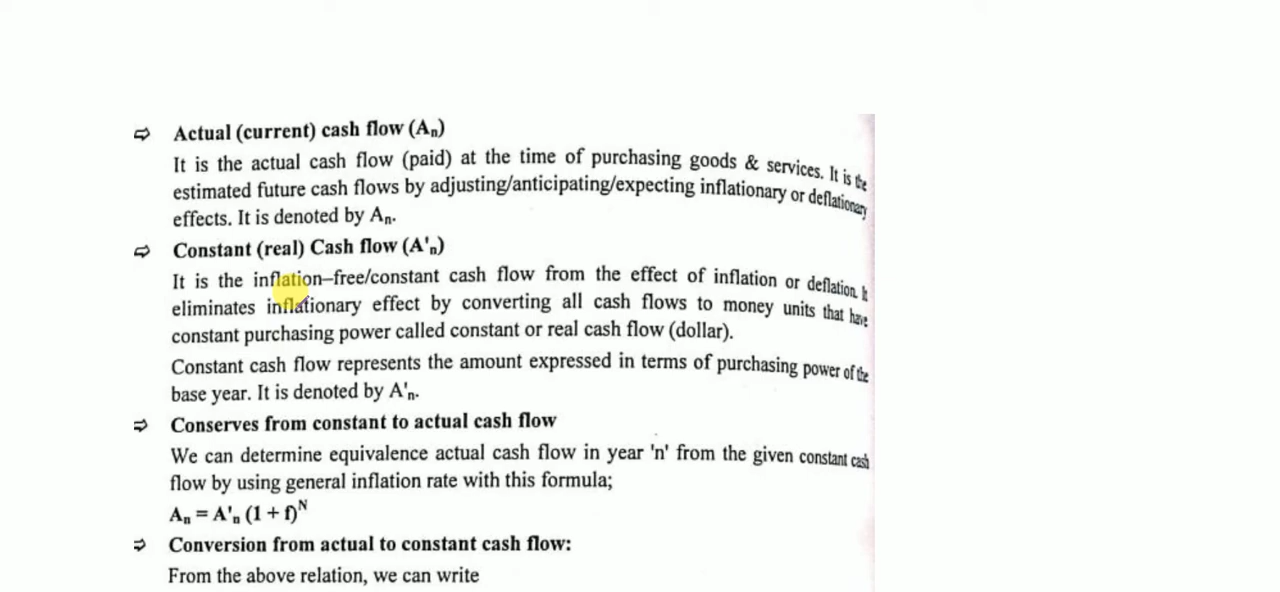 ⇨ Actual (current) cash flow (Aₙ)
It is the actual cash flow (paid) at the time of purchasing goods & services. It is the
estimated future cash flows by adjusting/anticipating/expecting inflationary or deflationary
effects. It is denoted by Aₙ.
⇨ Constant (real) Cash flow (A'ₙ)
It is the inflation–free/constant cash flow from the effect of inflation or deflation. It
eliminates inflationary effect by converting all cash flows to money units that have
constant purchasing power called constant or real cash flow (dollar).
Constant cash flow represents the amount expressed in terms of purchasing power of the
base year. It is denoted by A'ₙ.
⇨ Conserves from constant to actual cash flow
We can determine equivalence actual cash flow in year 'n' from the given constant cash
flow by using general inflation rate with this formula;
Aₙ = A'ₙ (1 + f)ᴺ
⇨ Conversion from actual to constant cash flow:
From the above relation, we can write